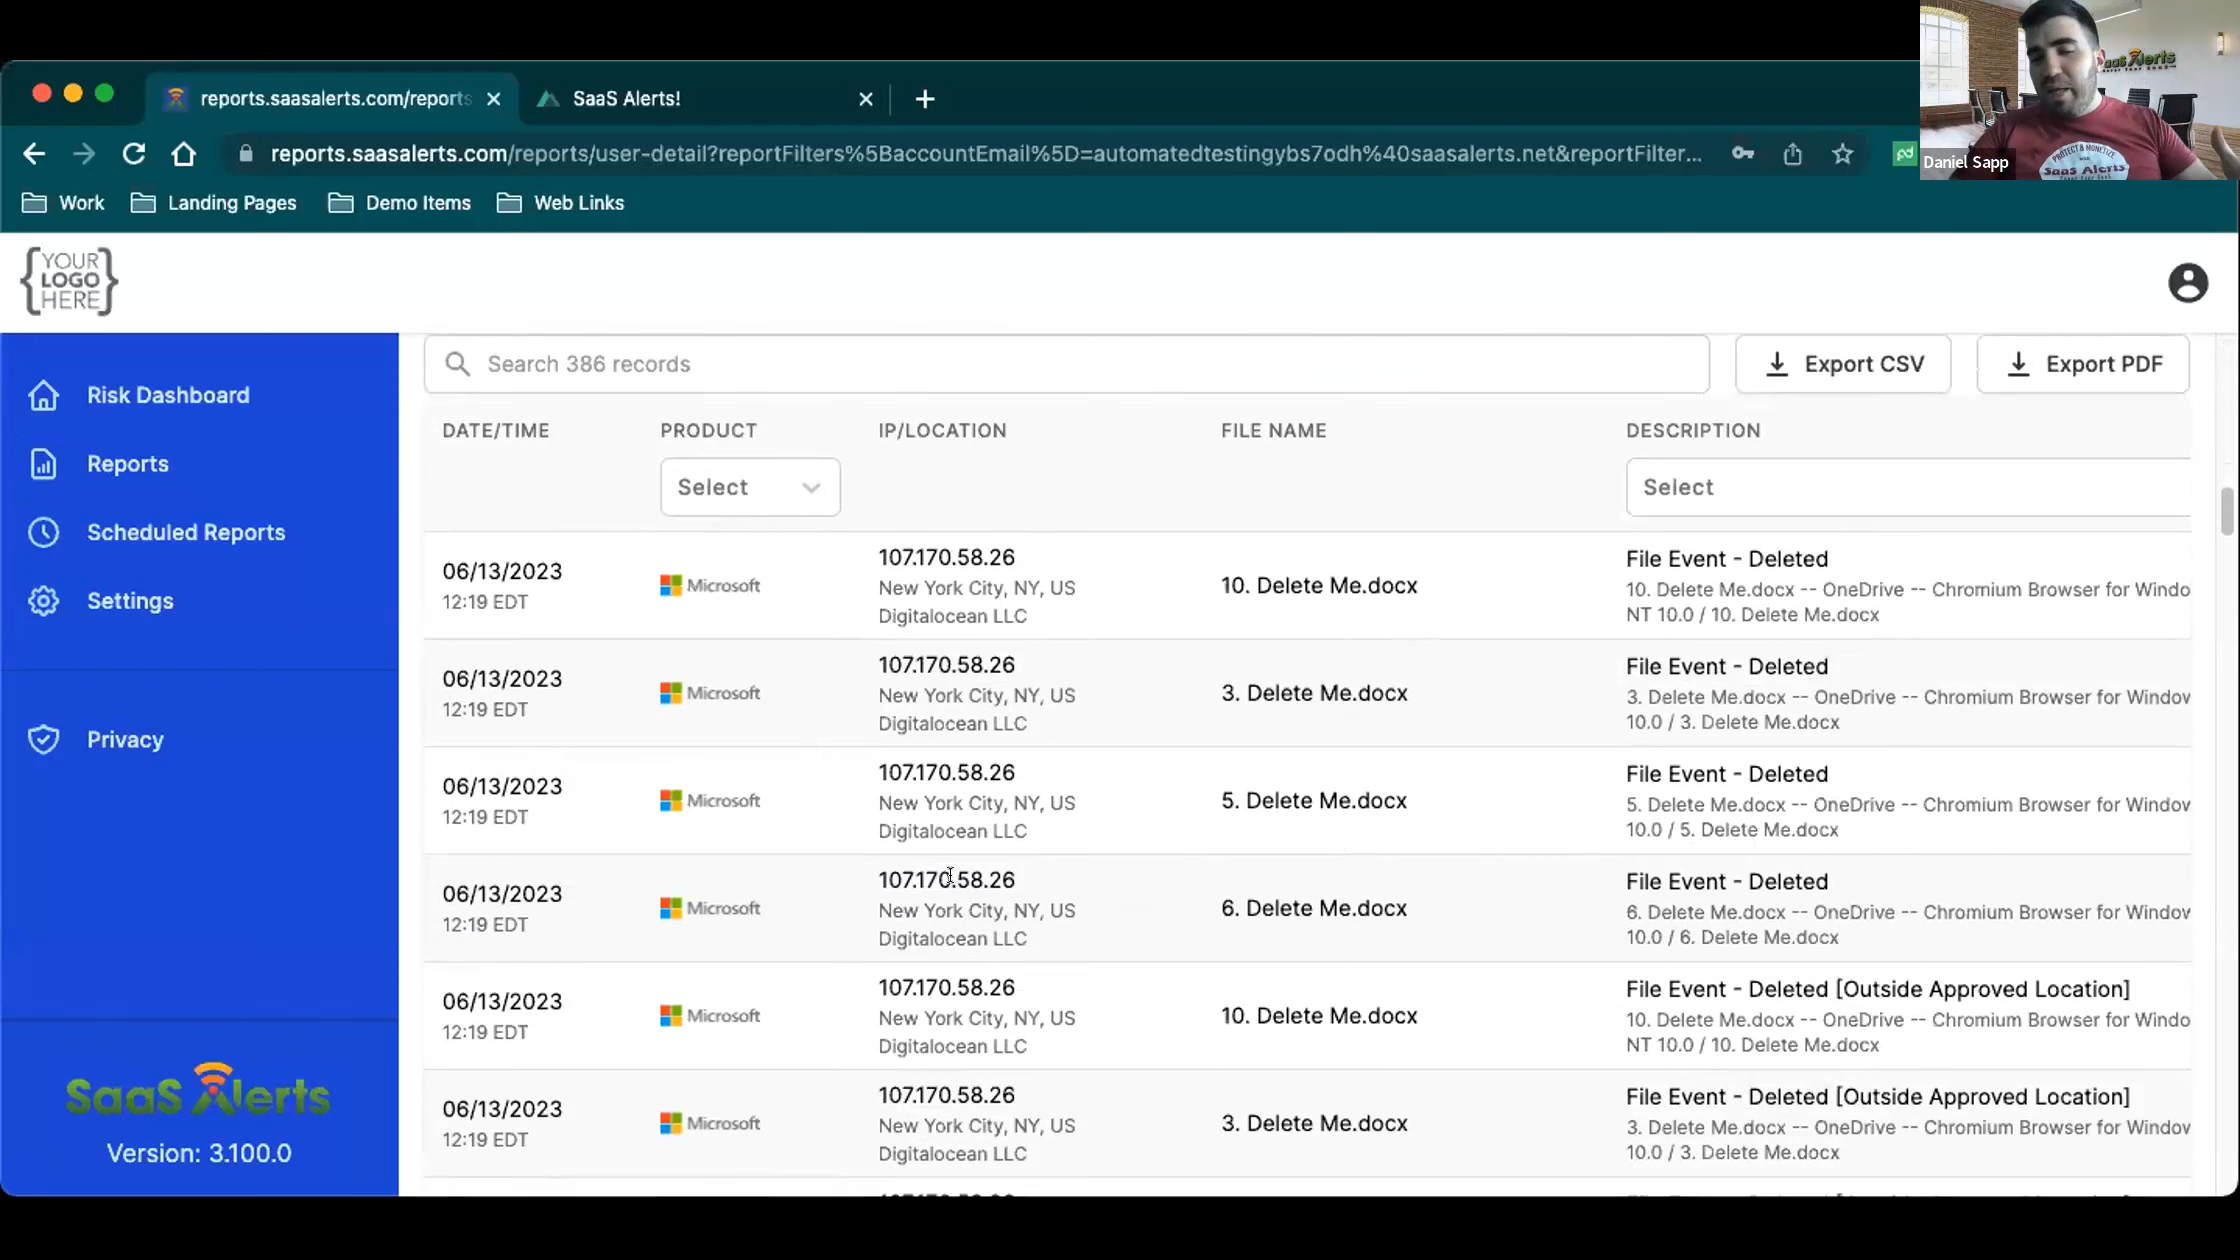 reports.saasalerts.com/reports
SaaS Alerts!
reports.saasalerts.com/reports/user-detail?reportFilters%5BaccountEmail%5D=automatedtestingybs7odh%40saasalerts.net&reportFilter...
Daniel Sapp
PROTECT & MONETIZE
SaaS Alerts
Work
Landing Pages
Demo Items
Web Links
YOUR
LOGO
HERE
Risk Dashboard
Reports
Scheduled Reports
Settings
Privacy
SaaS Alerts
Version: 3.100.0
Search 386 records
Export CSV
Export PDF
DATE/TIME PRODUCT IP/LOCATION FILE NAME DESCRIPTION
Select
Select
06/13/2023
12:19 EDT
Microsoft
107.170.58.26
New York City, NY, US
Digitalocean LLC
10. Delete Me.docx
File Event - Deleted
10. Delete Me.docx -- OneDrive -- Chromium Browser for Windo
NT 10.0 / 10. Delete Me.docx
06/13/2023
12:19 EDT
Microsoft
107.170.58.26
New York City, NY, US
Digitalocean LLC
3. Delete Me.docx
File Event - Deleted
3. Delete Me.docx -- OneDrive -- Chromium Browser for Window
10.0 / 3. Delete Me.docx
06/13/2023
12:19 EDT
Microsoft
107.170.58.26
New York City, NY, US
Digitalocean LLC
5. Delete Me.docx
File Event - Deleted
5. Delete Me.docx -- OneDrive -- Chromium Browser for Window
10.0 / 5. Delete Me.docx
06/13/2023
12:19 EDT
Microsoft
107.170.58.26
New York City, NY, US
Digitalocean LLC
6. Delete Me.docx
File Event - Deleted
6. Delete Me.docx -- OneDrive -- Chromium Browser for Window
10.0 / 6. Delete Me.docx
06/13/2023
12:19 EDT
Microsoft
107.170.58.26
New York City, NY, US
Digitalocean LLC
10. Delete Me.docx
File Event - Deleted [Outside Approved Location]
10. Delete Me.docx -- OneDrive -- Chromium Browser for Windo
NT 10.0 / 10. Delete Me.docx
06/13/2023
12:19 EDT
Microsoft
107.170.58.26
New York City, NY, US
Digitalocean LLC
3. Delete Me.docx
File Event - Deleted [Outside Approved Location]
3. Delete Me.docx -- OneDrive -- Chromium Browser for Window
10.0 / 3. Delete Me.docx